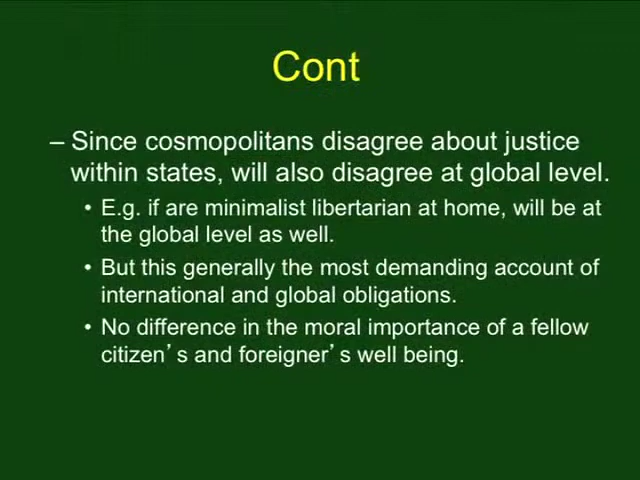 Cont
– Since cosmopolitans disagree about justice
within states, will also disagree at global level.
• E.g. if are minimalist libertarian at home, will be at
the global level as well.
• But this generally the most demanding account of
international and global obligations.
• No difference in the moral importance of a fellow
citizen’s and foreigner’s well being.